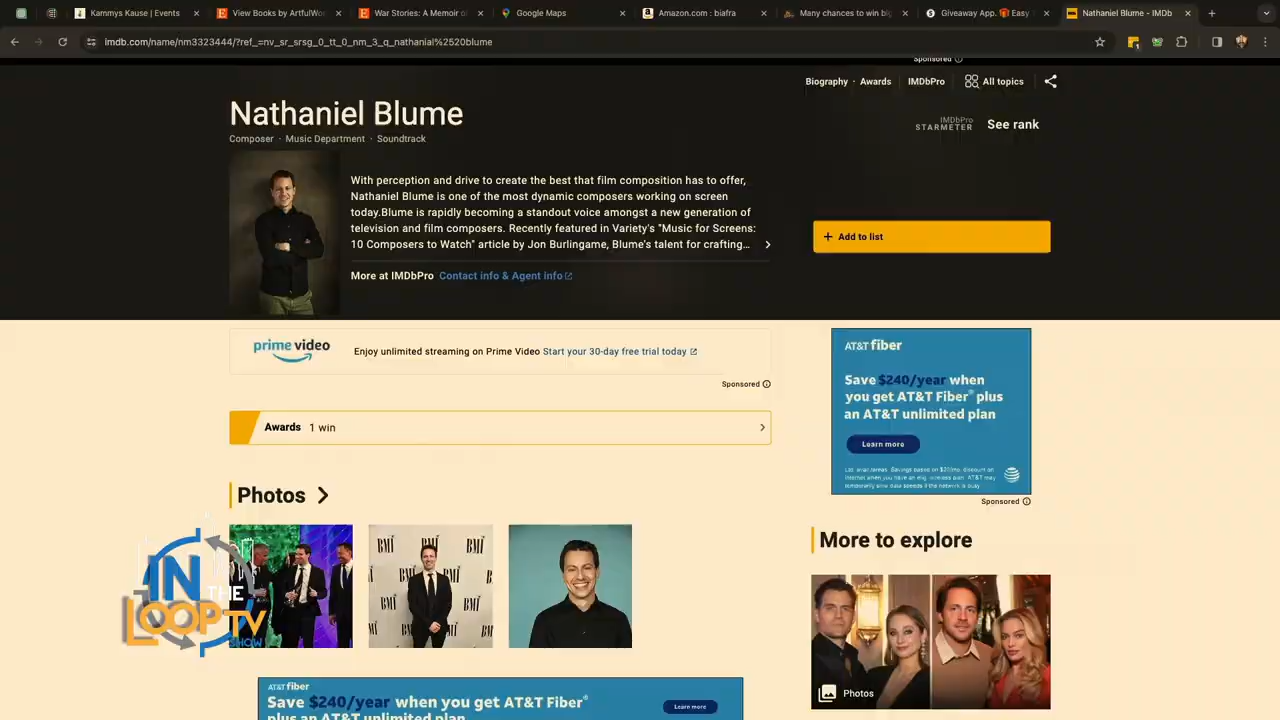 Kammys Kause | Events
View Books by ArtfulWor
War Stories: A Memoir of
Google Maps
Amazon.com : biafra
Many chances to win big
Giveaway App. Easy
Nathaniel Blume - IMDb
imdb.com/name/nm3323444/?ref_=nv_sr_srsg_0_tt_0_nm_3_q_nathanial%2520blume
Sponsored
Biography · Awards IMDbPro All topics
Nathaniel Blume
Composer · Music Department · Soundtrack
IMDbPro
STARMETER
See rank
With perception and drive to create the best that film composition has to offer,
Nathaniel Blume is one of the most dynamic composers working on screen
today.Blume is rapidly becoming a standout voice amongst a new generation of
television and film composers. Recently featured in Variety's "Music for Screens:
10 Composers to Watch" article by Jon Burlingame, Blume's talent for crafting...
+ Add to list
More at IMDbPro Contact info & Agent info
prime video
Enjoy unlimited streaming on Prime Video Start your 30-day free trial today
Sponsored
AT&T fiber
Save $240/year when
you get AT&T Fiber® plus
an AT&T unlimited plan
Learn more
Sponsored
Awards 1 win
Photos
BMI BMI
BMI
IN
THE
LOOP TV
SHOW
More to explore
Photos
AT&T fiber
Save $240/year when you get AT&T Fiber®
plus an AT&T unlimited plan
Learn more